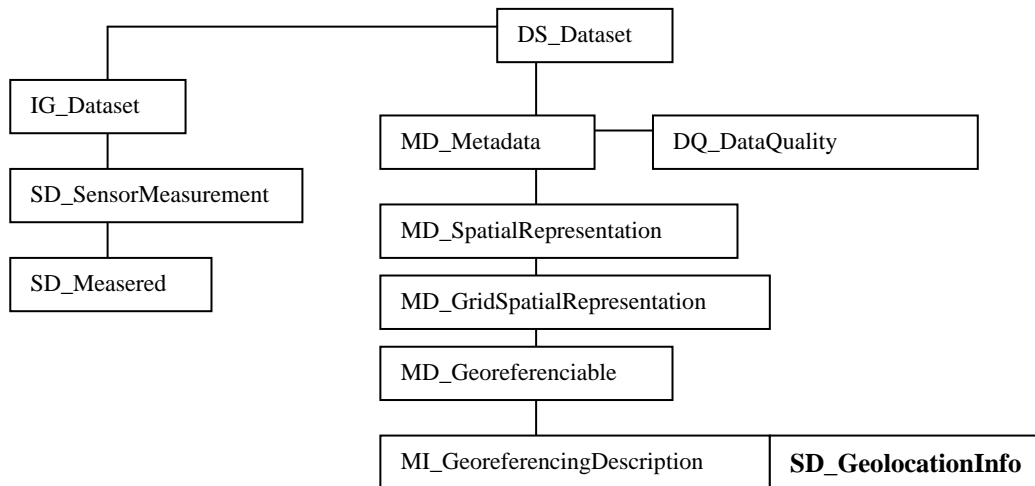 DS_Dataset
IG_Dataset
MD_Metadata
DQ_DataQuality
SD_SensorMeasurement
MD_SpatialRepresentation
SD_Measered
MD_GridSpatialRepresentation
MD_Georeferenciable
MI_GeoreferencingDescription
SD_GeolocationInfo